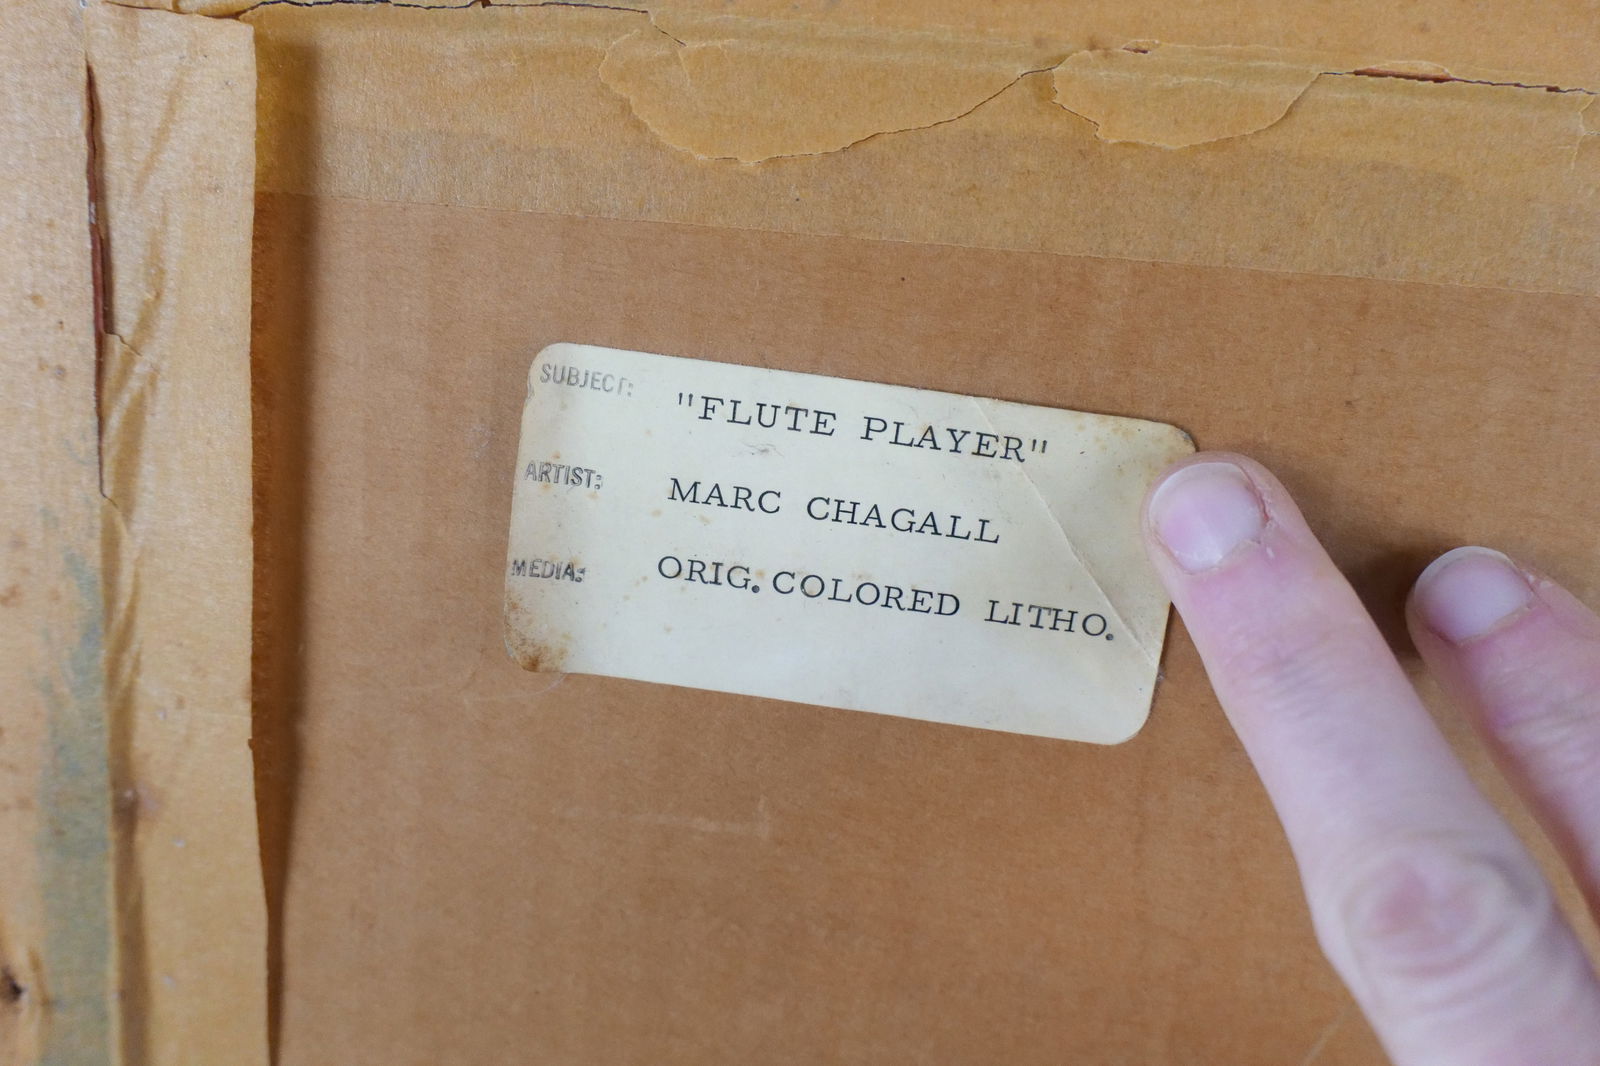 SUBJECT: "FLUTE PLAYER"
ARTIST: MARC CHAGALL
MEDIA: ORIG. COLORED LITHO.